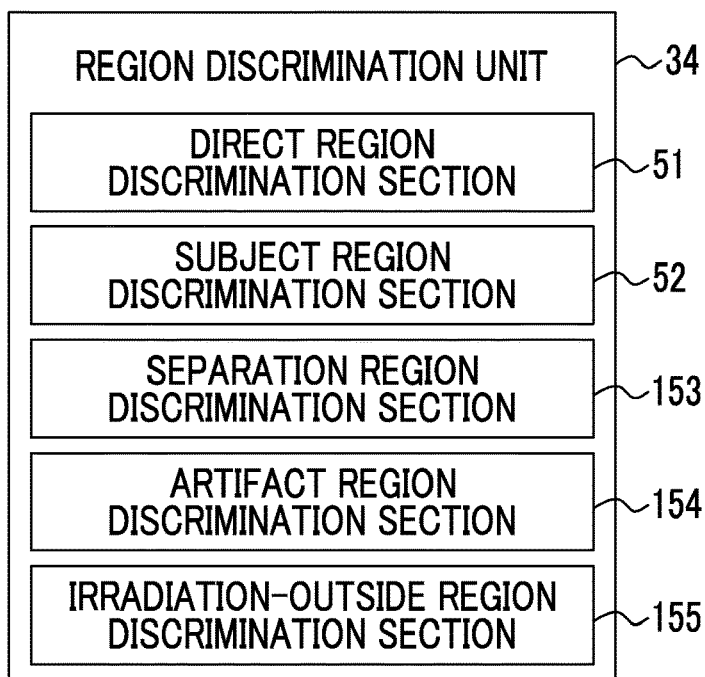 REGION DISCRIMINATION UNIT 34
DIRECT REGION
DISCRIMINATION SECTION 51
SUBJECT REGION
DISCRIMINATION SECTION 52
SEPARATION REGION
DISCRIMINATION SECTION 153
ARTIFACT REGION
DISCRIMINATION SECTION 154
IRRADIATION-OUTSIDE REGION
DISCRIMINATION SECTION 155